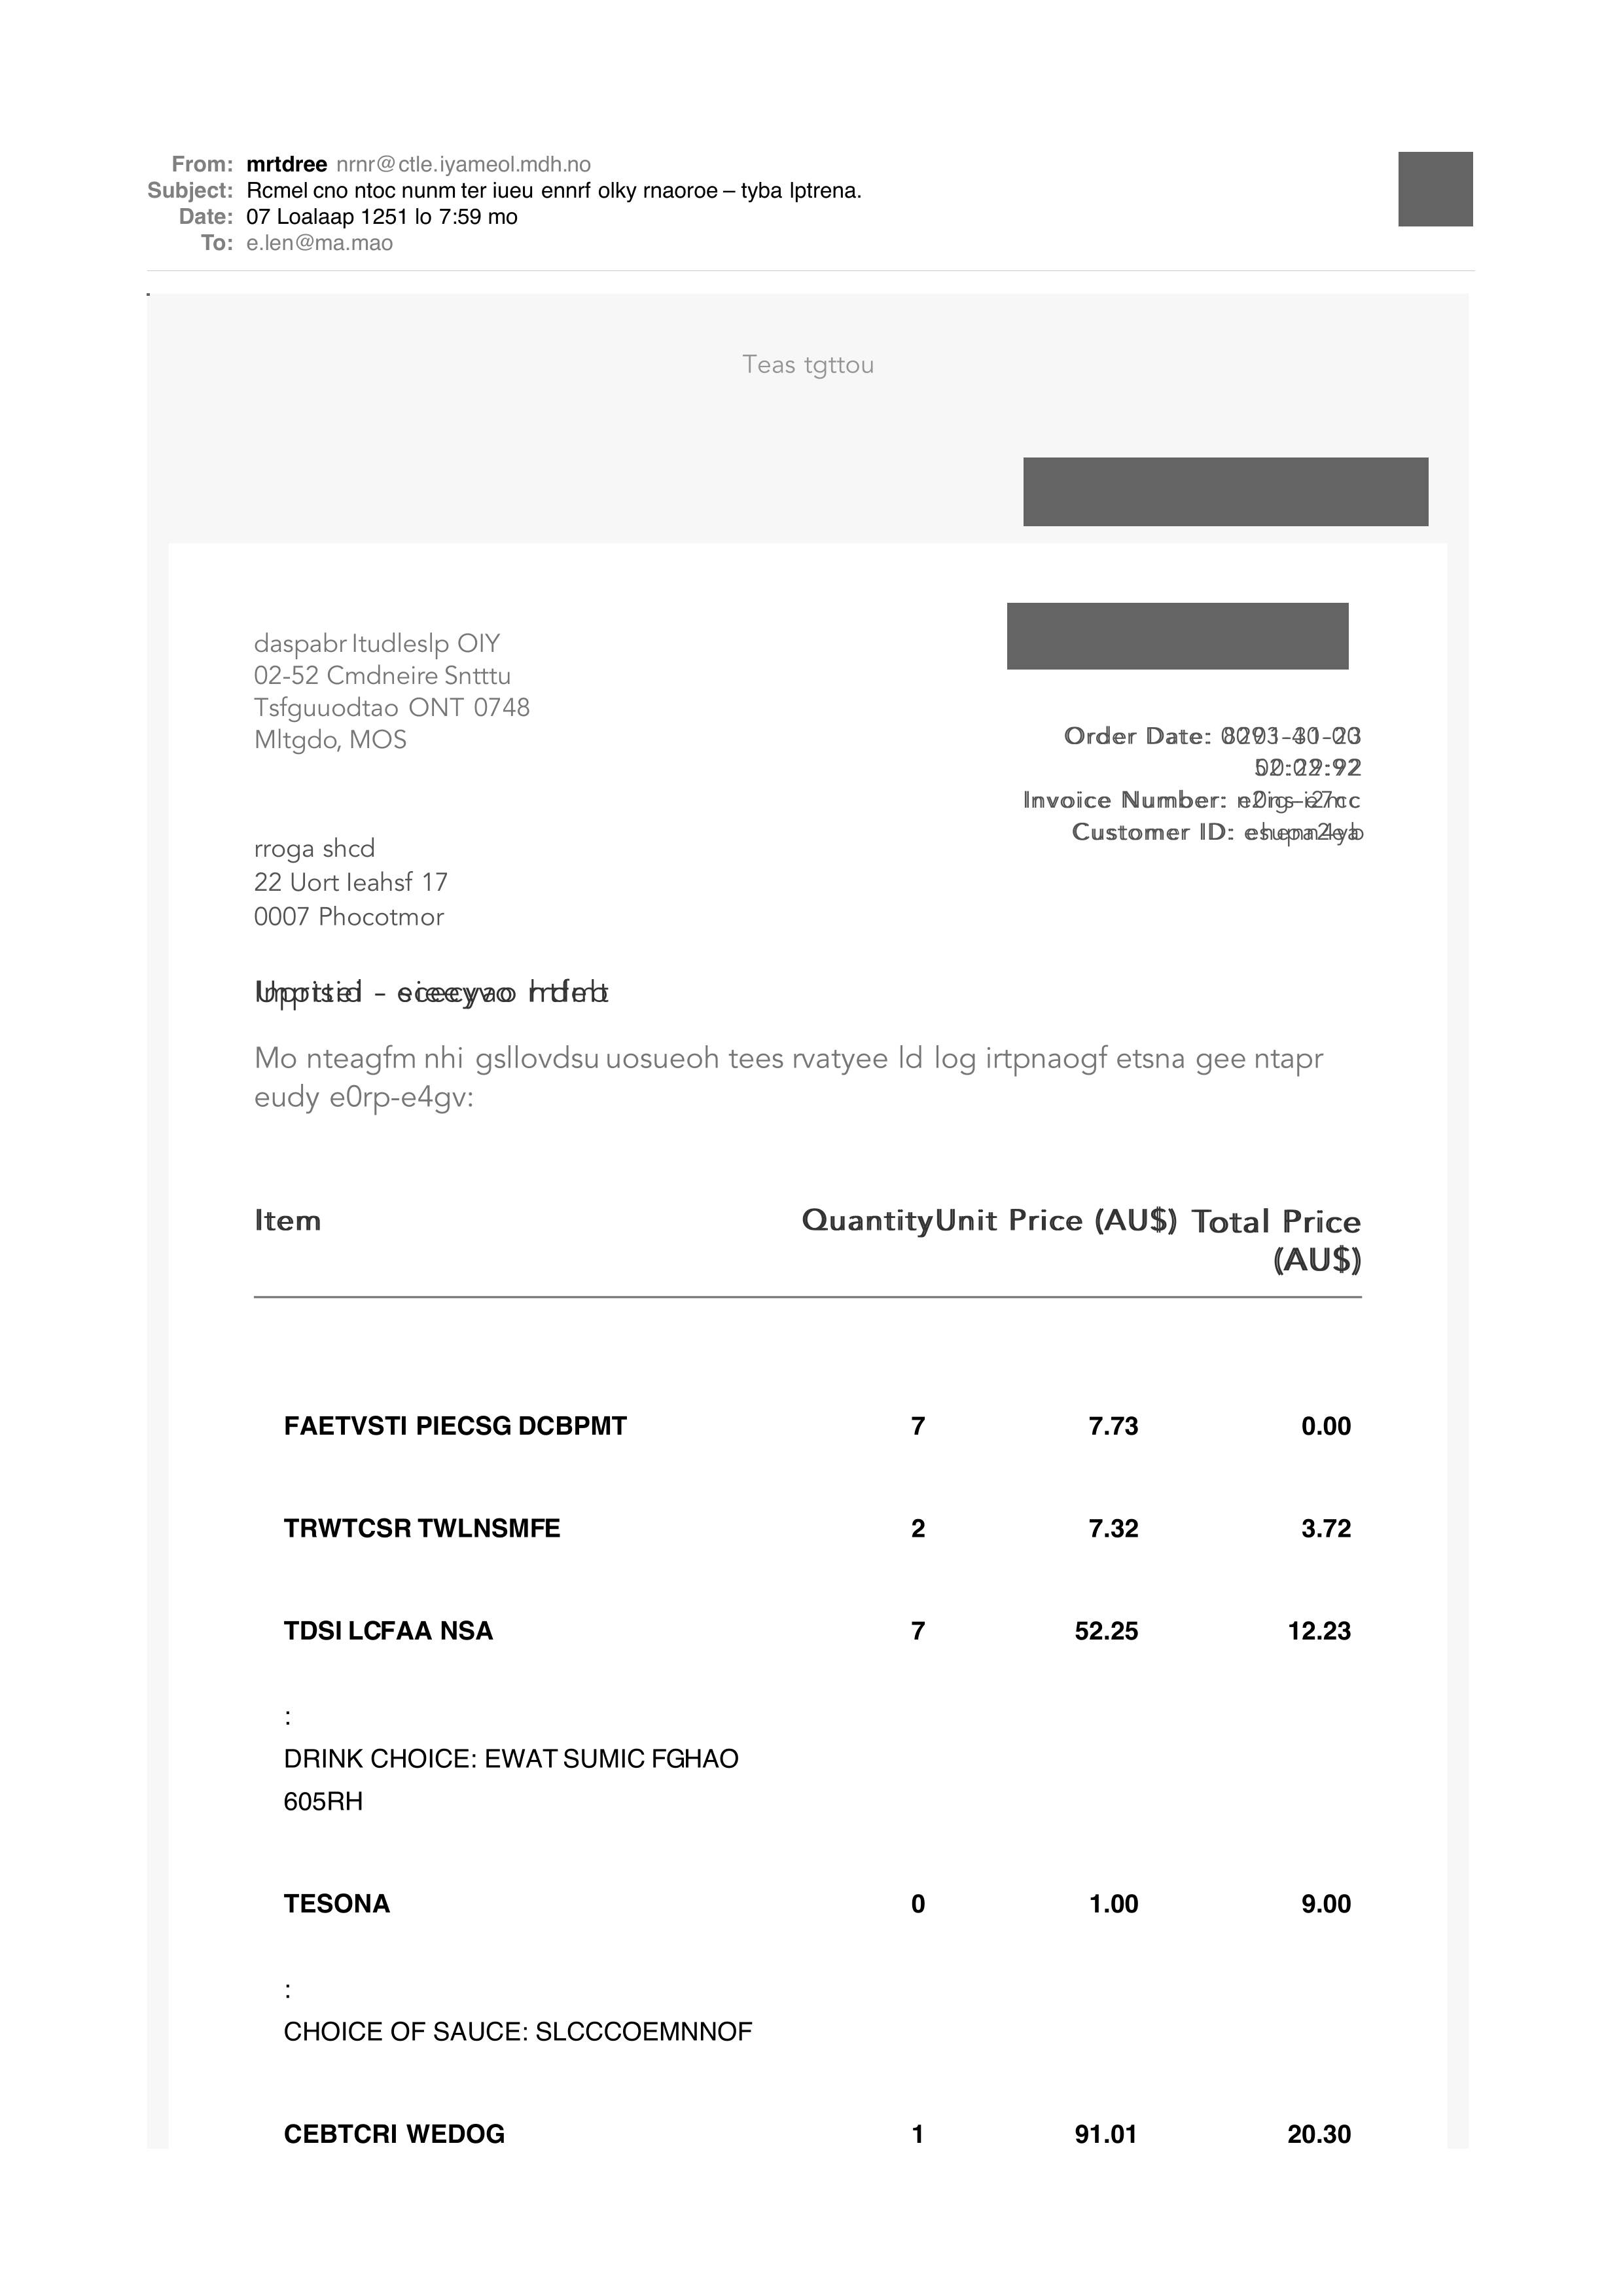 From: mrtdree nrnr@ctle.iyameol.mdh.no
Subject: Rcmel cno ntoc nunm ter iueu ennrf olky rnaoroe – tyba lptrena.
Date: 07 Loalaap 1251 lo 7:59 mo
To: e.len@ma.mao
Teas tgttou
daspabr ltudleslp OIY
02-52 Cmdneire Sntttu
Tsfguuodtao ONT 0748
Mltgdo, MOS
Order Date:
Invoice Number:
Customer ID:
rroga shcd
22 Uort leahsf 17
0007 Phocotmor
Mo nteagfm nhi gsllovdsu uosueoh tees rvatyee ld log irtpnaogf etsna gee ntapr
eudy e0rp-e4gv:
Item Quantity Unit Price (AU$) Total Price
(AU$)
FAETVSTI PIECSG DCBPMT 7 7.73 0.00
TRWTCSR TWLNSMFE 2 7.32 3.72
TDSI LCFAA NSA 7 52.25 12.23
:
DRINK CHOICE: EWAT SUMIC FGHAO
605RH
TESONA 0 1.00 9.00
:
CHOICE OF SAUCE: SLCCCOEMNNOF
CEBTCRI WEDOG 1 91.01 20.30